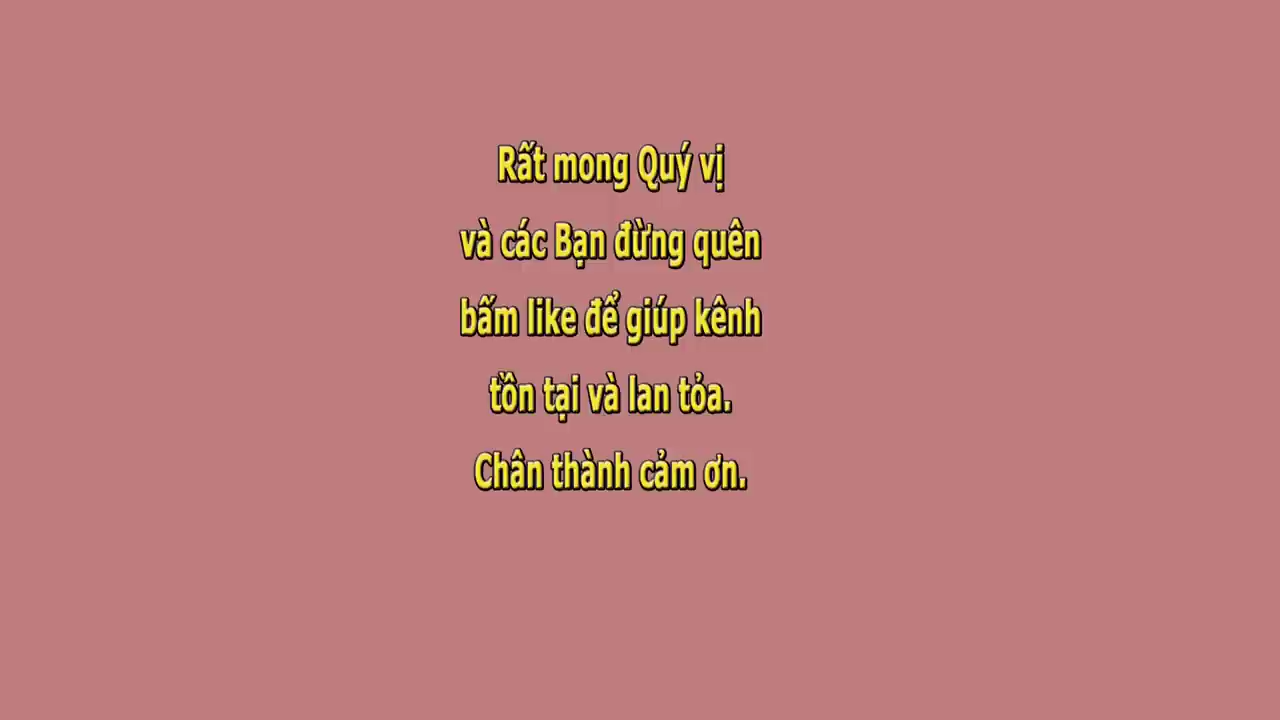 Rất mong Quý vị
và các Bạn đừng quên
bấm like để giúp kênh
tồn tại và lan tỏa.
Chân thành cảm ơn.